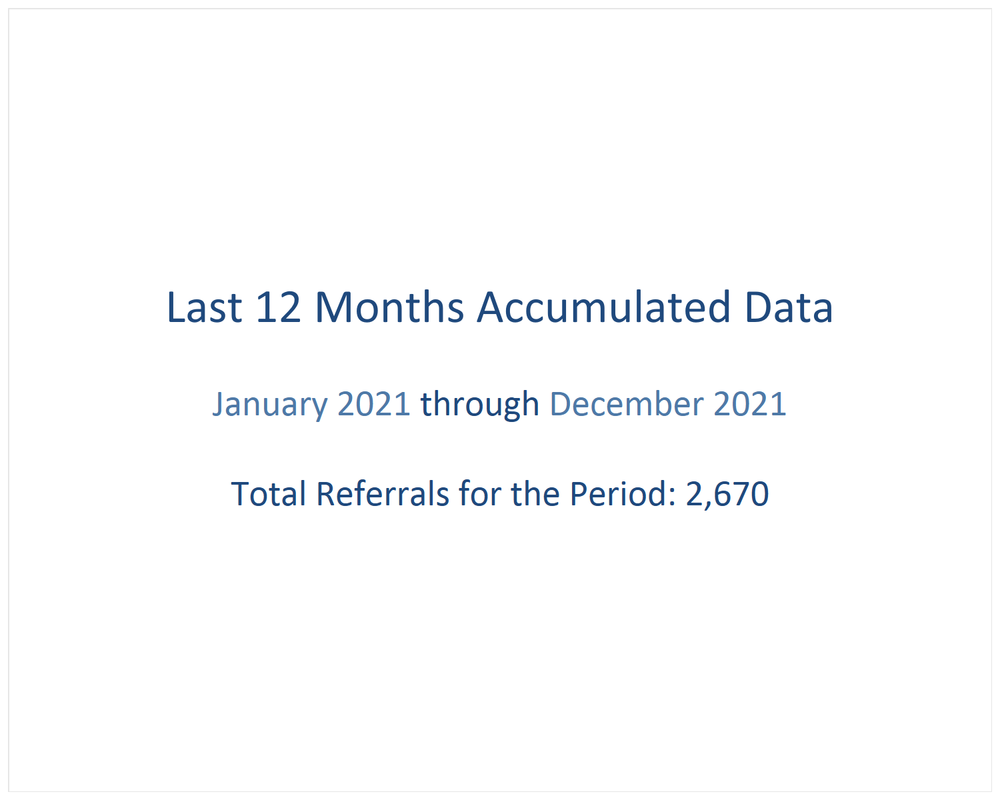 Last 12 Months Accumulated Data
January 2021 through December 2021
Total Referrals for the Period: 2,670